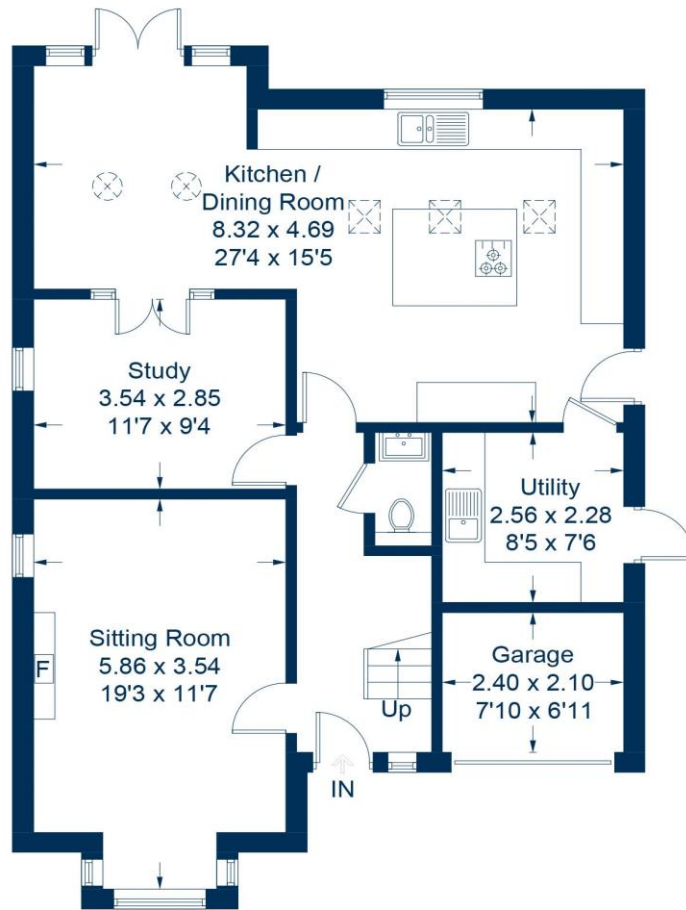 Kitchen /
Dining Room
8.32 x 4.69
27'4 x 15'5
Study
3.54 x 2.85
11'7 x 9'4
Utility
2.56 x 2.28
8'5 x 7'6
Sitting Room
5.86 x 3.54
19'3 x 11'7
F
Garage
2.40 x 2.10
7'10 x 6'11
Up
IN